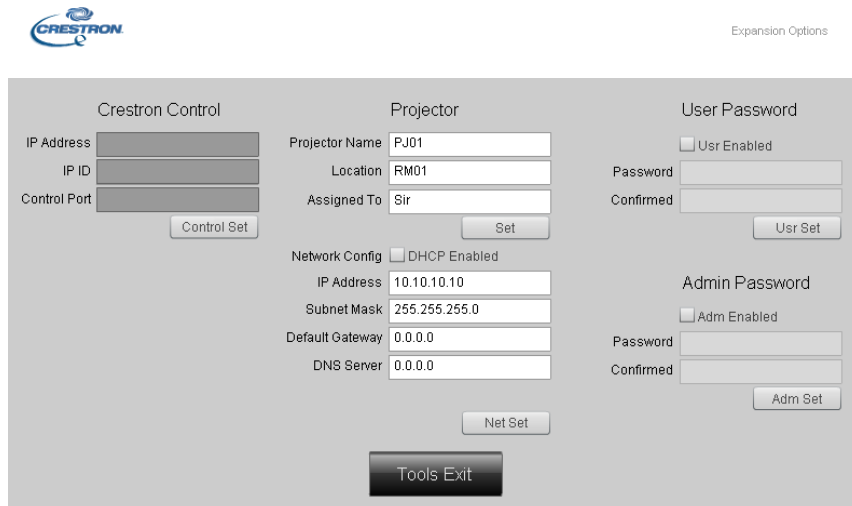 CRESTRON
Expansion Options
Crestron Control
IP Address
IP ID
Control Port
Control Set
Projector
Projector Name PJ01
Location RM01
Assigned To Sir
Set
Network Config DHCP Enabled
IP Address 10.10.10.10
Subnet Mask 255.255.255.0
Default Gateway 0.0.0.0
DNS Server 0.0.0.0
Net Set
User Password
Usr Enabled
Password
Confirmed
Usr Set
Admin Password
Adm Enabled
Password
Confirmed
Adm Set
Tools Exit